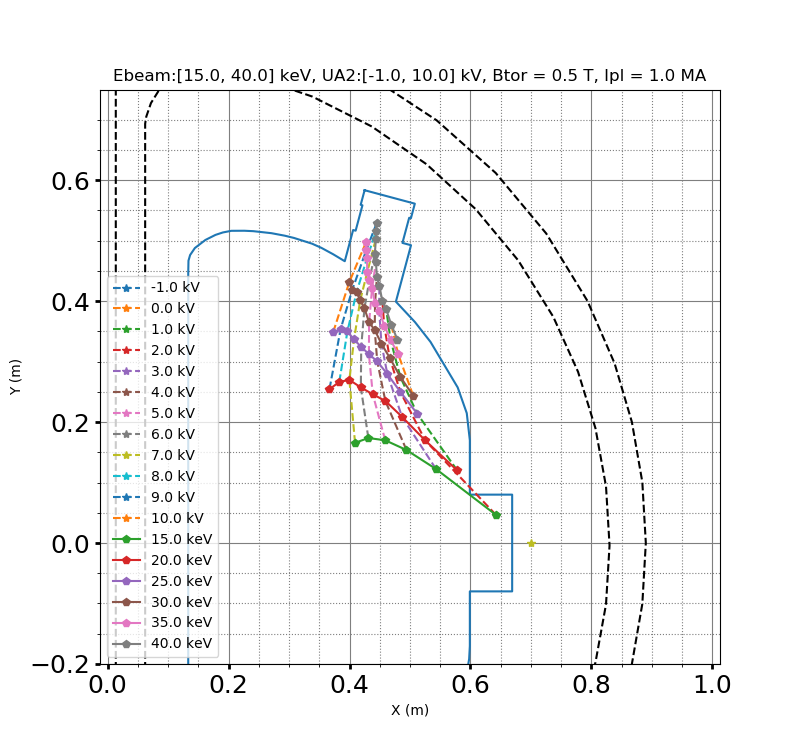 Ebeam:[15.0, 40.0] keV, UA2:[-1.0, 10.0] kV, Btor = 0.5 T, Ipl = 1.0 MA
Y (m)
0.6
0.4
0.2
0.0
−0.2
-1.0 kV
0.0 kV
1.0 kV
2.0 kV
3.0 kV
4.0 kV
5.0 kV
6.0 kV
7.0 kV
8.0 kV
9.0 kV
10.0 kV
15.0 keV
20.0 keV
25.0 keV
30.0 keV
35.0 keV
40.0 keV
0.0 0.2 0.4 0.6 0.8 1.0
X (m)